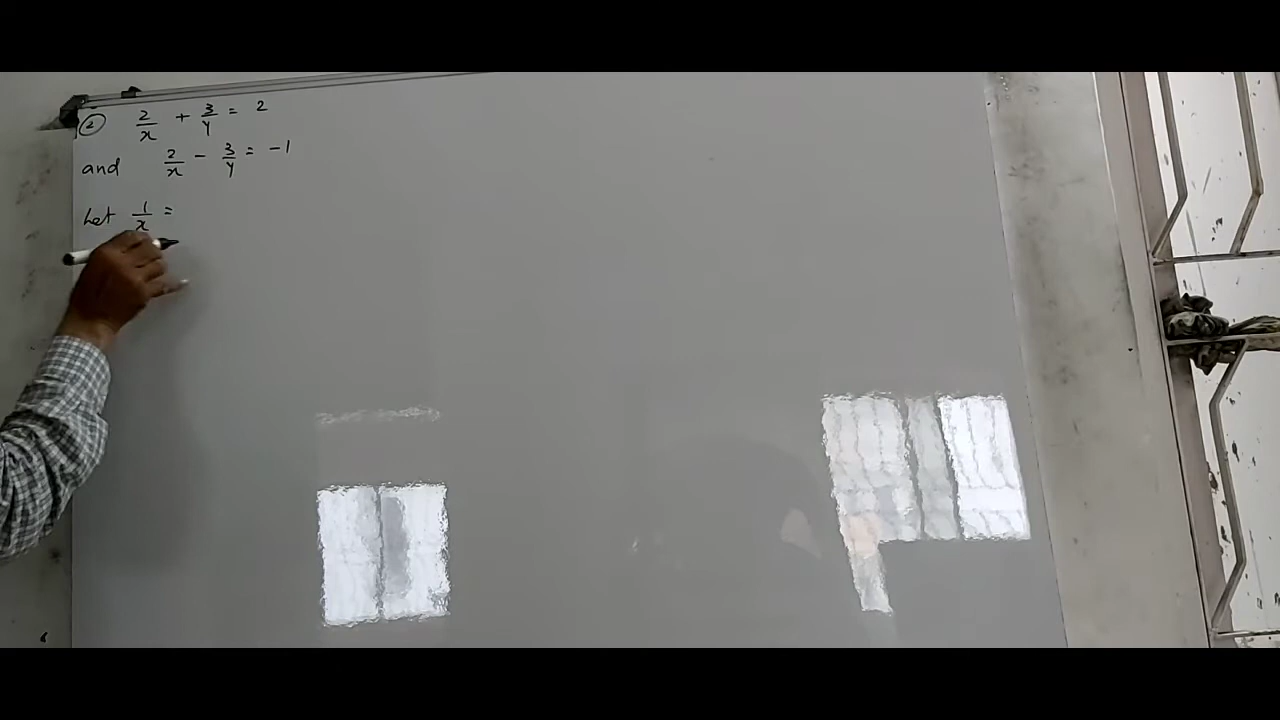 ② 2/x + 3/y = 2
and 2/x - 3/y = -1
Let 1/x =